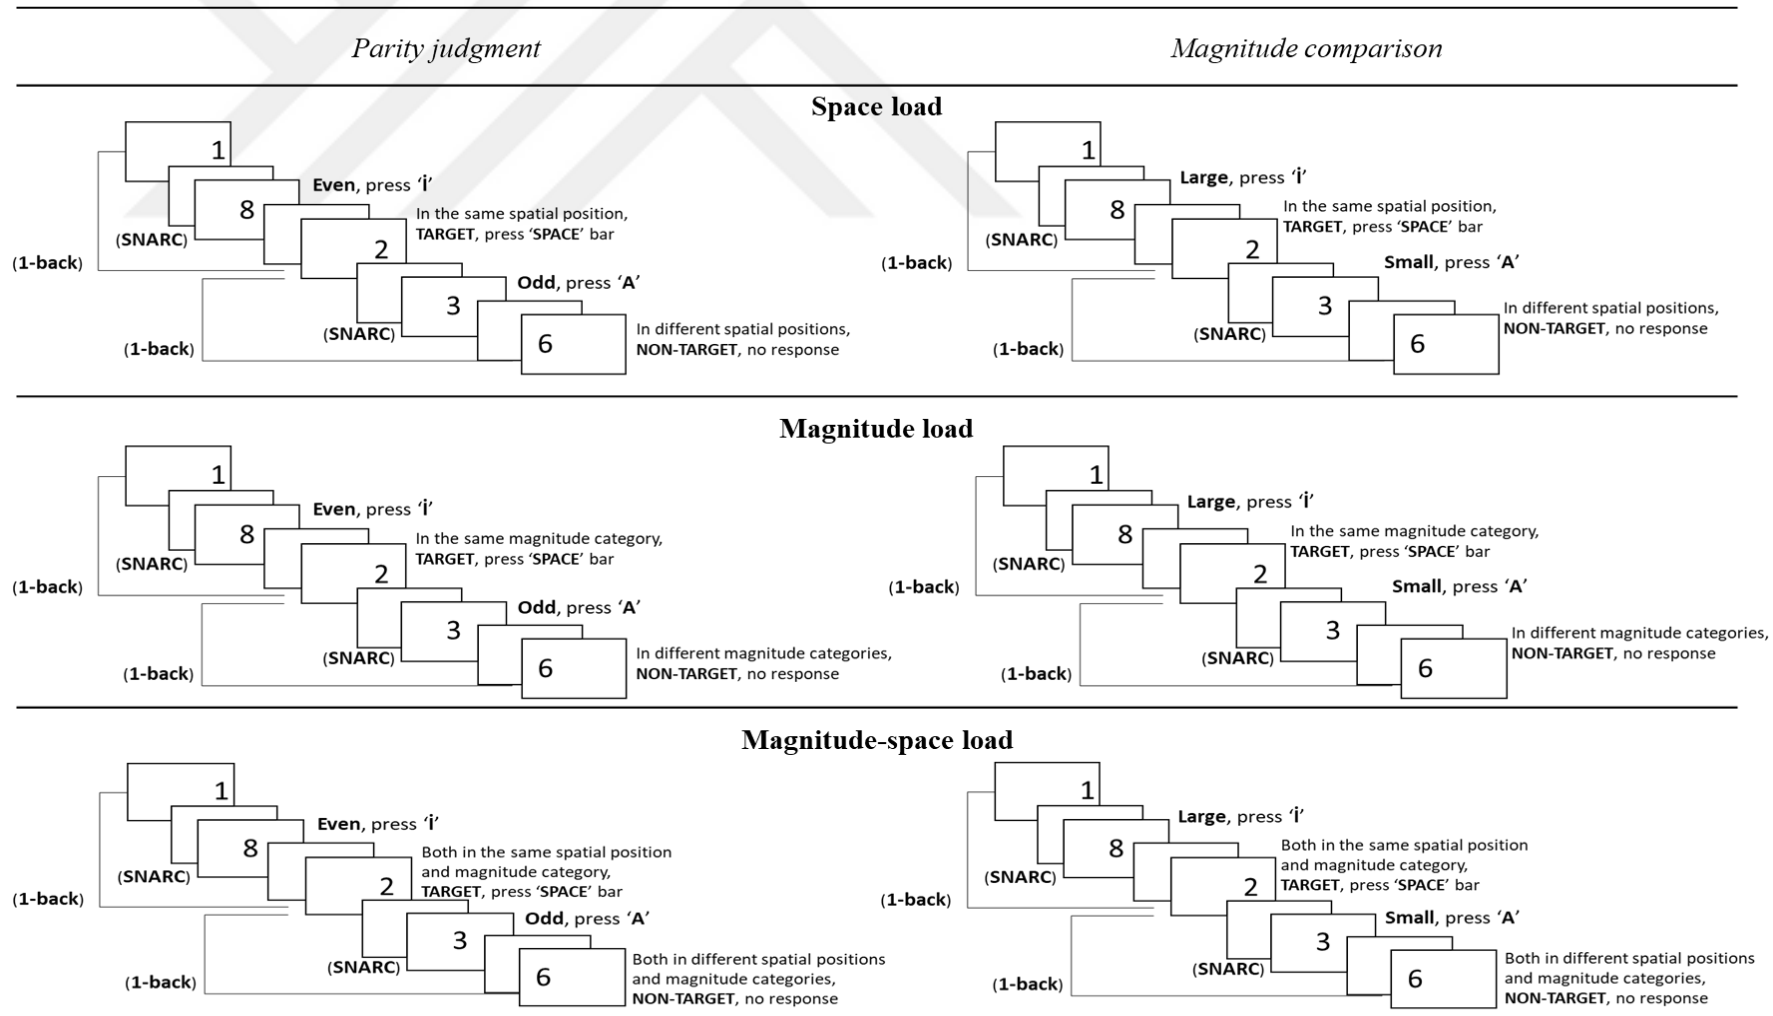 Parity judgment
Magnitude comparison
Space load
1
Even, press ‘İ’
8
In the same spatial position,
TARGET, press ‘SPACE’ bar
(SNARC)
2
(1-back)
Odd, press ‘A’
3
(SNARC)
In different spatial positions,
NON-TARGET, no response
(1-back)
6
1
Large, press ‘İ’
8
In the same spatial position,
TARGET, press ‘SPACE’ bar
(SNARC)
2
(1-back)
Small, press ‘A’
3
(SNARC)
In different spatial positions,
NON-TARGET, no response
(1-back)
6
Magnitude load
1
Even, press ‘İ’
8
In the same magnitude category,
TARGET, press ‘SPACE’ bar
(SNARC)
2
(1-back)
Odd, press ‘A’
3
(SNARC)
In different magnitude categories,
NON-TARGET, no response
(1-back)
6
1
Large, press ‘İ’
8
In the same magnitude category,
TARGET, press ‘SPACE’ bar
(SNARC)
2
(1-back)
Small, press ‘A’
3
(SNARC)
In different magnitude categories,
NON-TARGET, no response
(1-back)
6
Magnitude-space load
1
Even, press ‘İ’
8
Both in the same spatial position
and magnitude category,
TARGET, press ‘SPACE’ bar
(SNARC)
2
(1-back)
Odd, press ‘A’
3
(SNARC)
Both in different spatial positions
and magnitude categories,
NON-TARGET, no response
(1-back)
6
1
Large, press ‘İ’
8
Both in the same spatial position
and magnitude category,
TARGET, press ‘SPACE’ bar
(SNARC)
2
(1-back)
Small, press ‘A’
3
(SNARC)
Both in different spatial positions
and magnitude categories,
NON-TARGET, no response
(1-back)
6